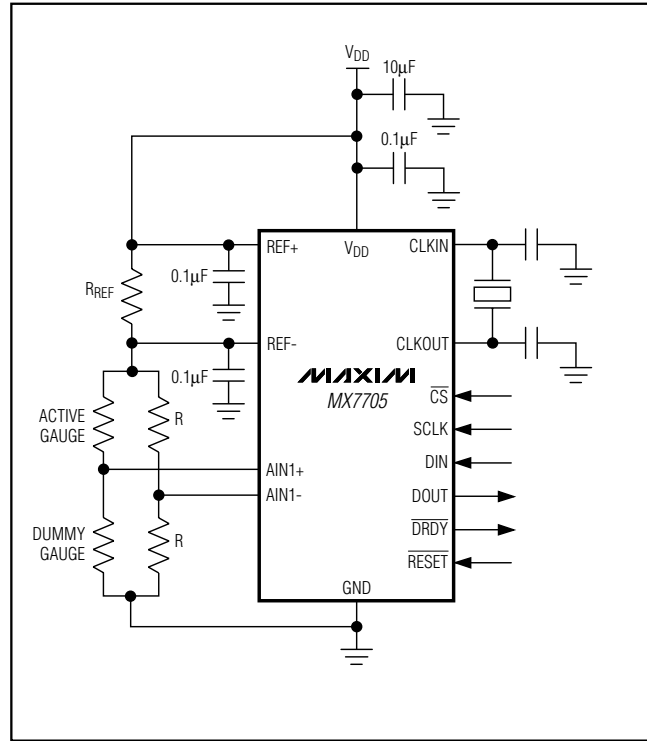 VDD
10µF
0.1µF
REF+
VDD
CLKIN
0.1µF
RREF
REF-
CLKOUT
0.1µF
MAXIM
MX7705
CS
ACTIVE
GAUGE
R
SCLK
AIN1+
DIN
AIN1-
DOUT
DUMMY
GAUGE
R
DRDY
RESET
GND